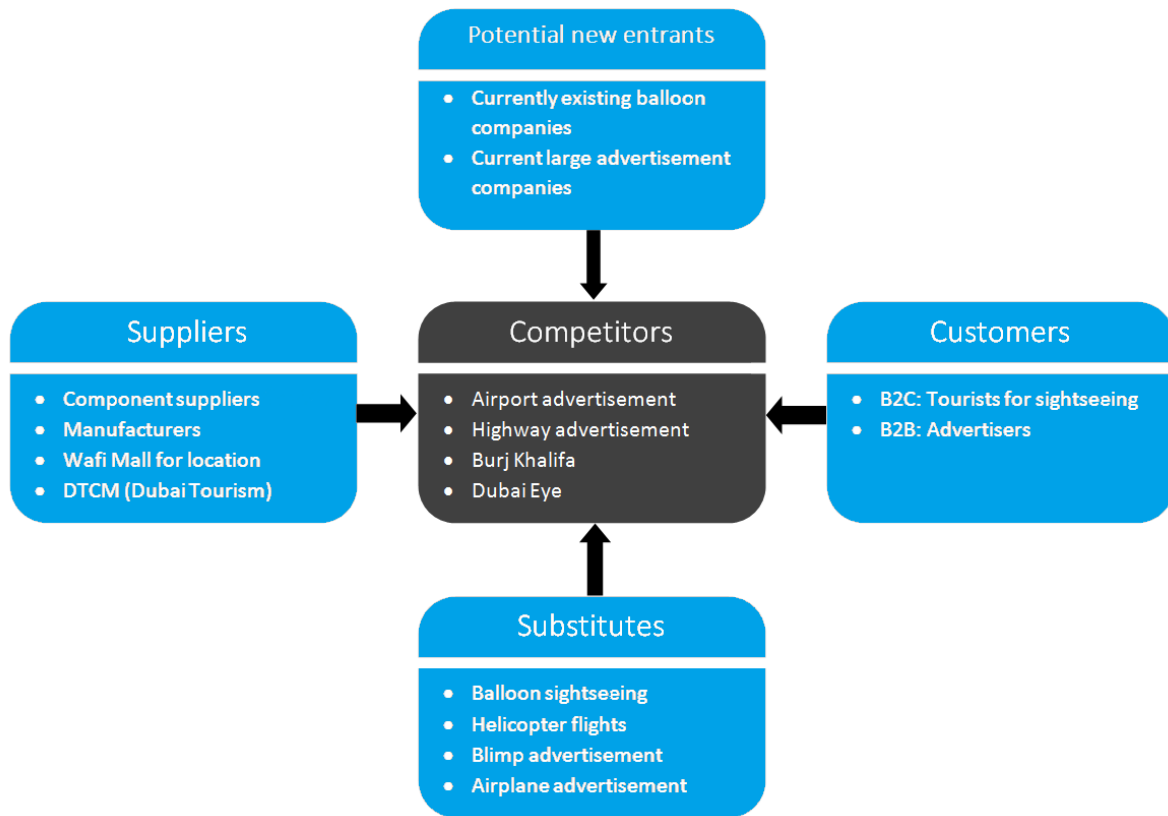 Potential new entrants
● Currently existing balloon
companies
● Current large advertisement
companies
Suppliers
● Component suppliers
● Manufacturers
● Wafi Mall for location
● DTCM (Dubai Tourism)
Competitors
● Airport advertisement
● Highway advertisement
● Burj Khalifa
● Dubai Eye
Customers
● B2C: Tourists for sightseeing
● B2B: Advertisers
Substitutes
● Balloon sightseeing
● Helicopter flights
● Blimp advertisement
● Airplane advertisement